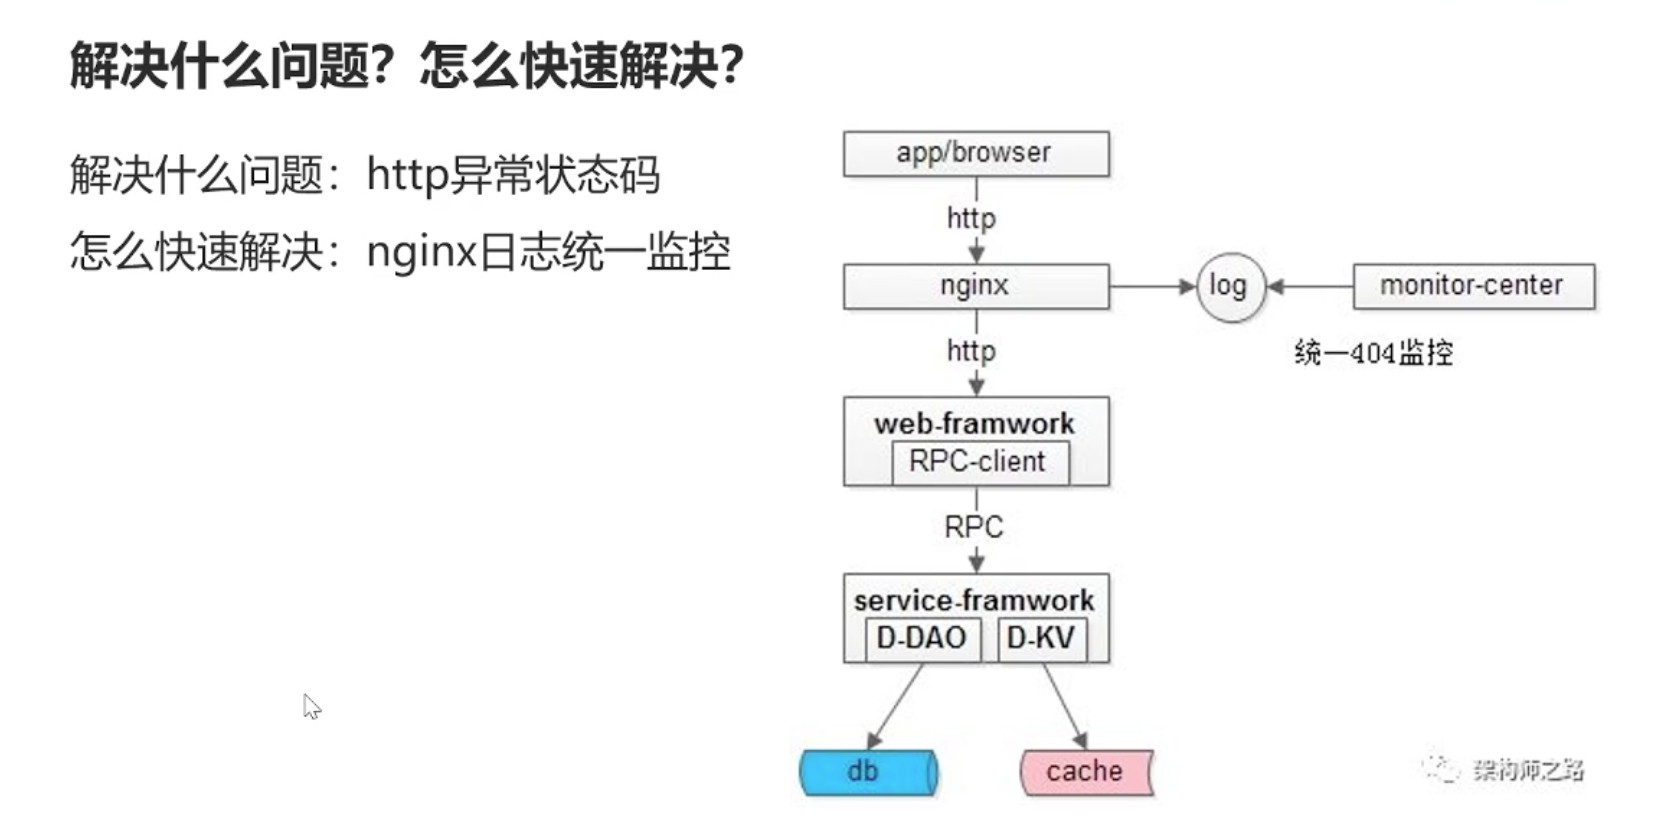 解决什么问题？怎么快速解决？
解决什么问题：http异常状态码
怎么快速解决：nginx日志统一监控
app/browser
http
nginx
log
monitor-center
http
统一404监控
web-framwork
RPC-client
RPC
service-framwork
D-DAO
D-KV
db
cache
架构师之路